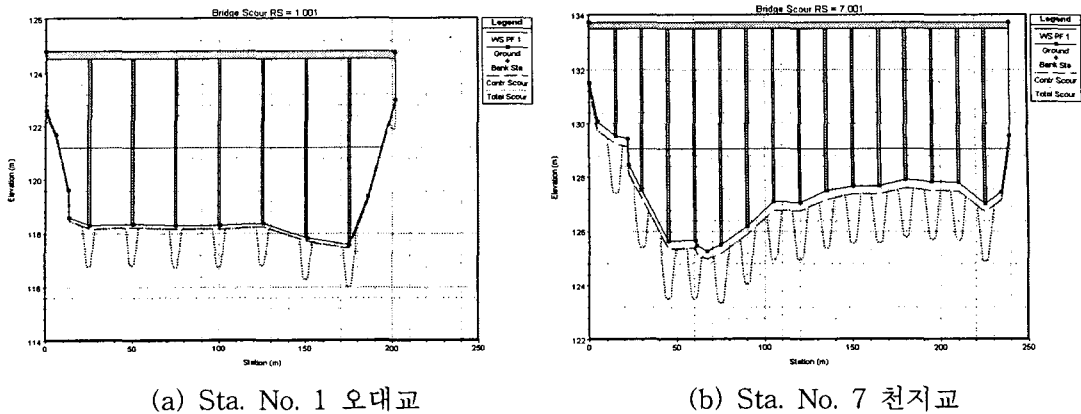 Bridge Scour RS = 1.001
Legend
WS PF 1
Ground
Bank Sta
Contr Scour
Total Scour
Elevation (m)
126
124
122
120
118
116
114
0
50
100
150
200
250
Station (m)
(a) Sta. No. 1 오대교
Bridge Scour RS = 7.001
Legend
WS PF 1
Ground
Bank Sta
Contr Scour
Total Scour
Elevation (m)
134
132
130
128
126
124
122
0
50
100
150
200
250
Station (m)
(b) Sta. No. 7 천지교